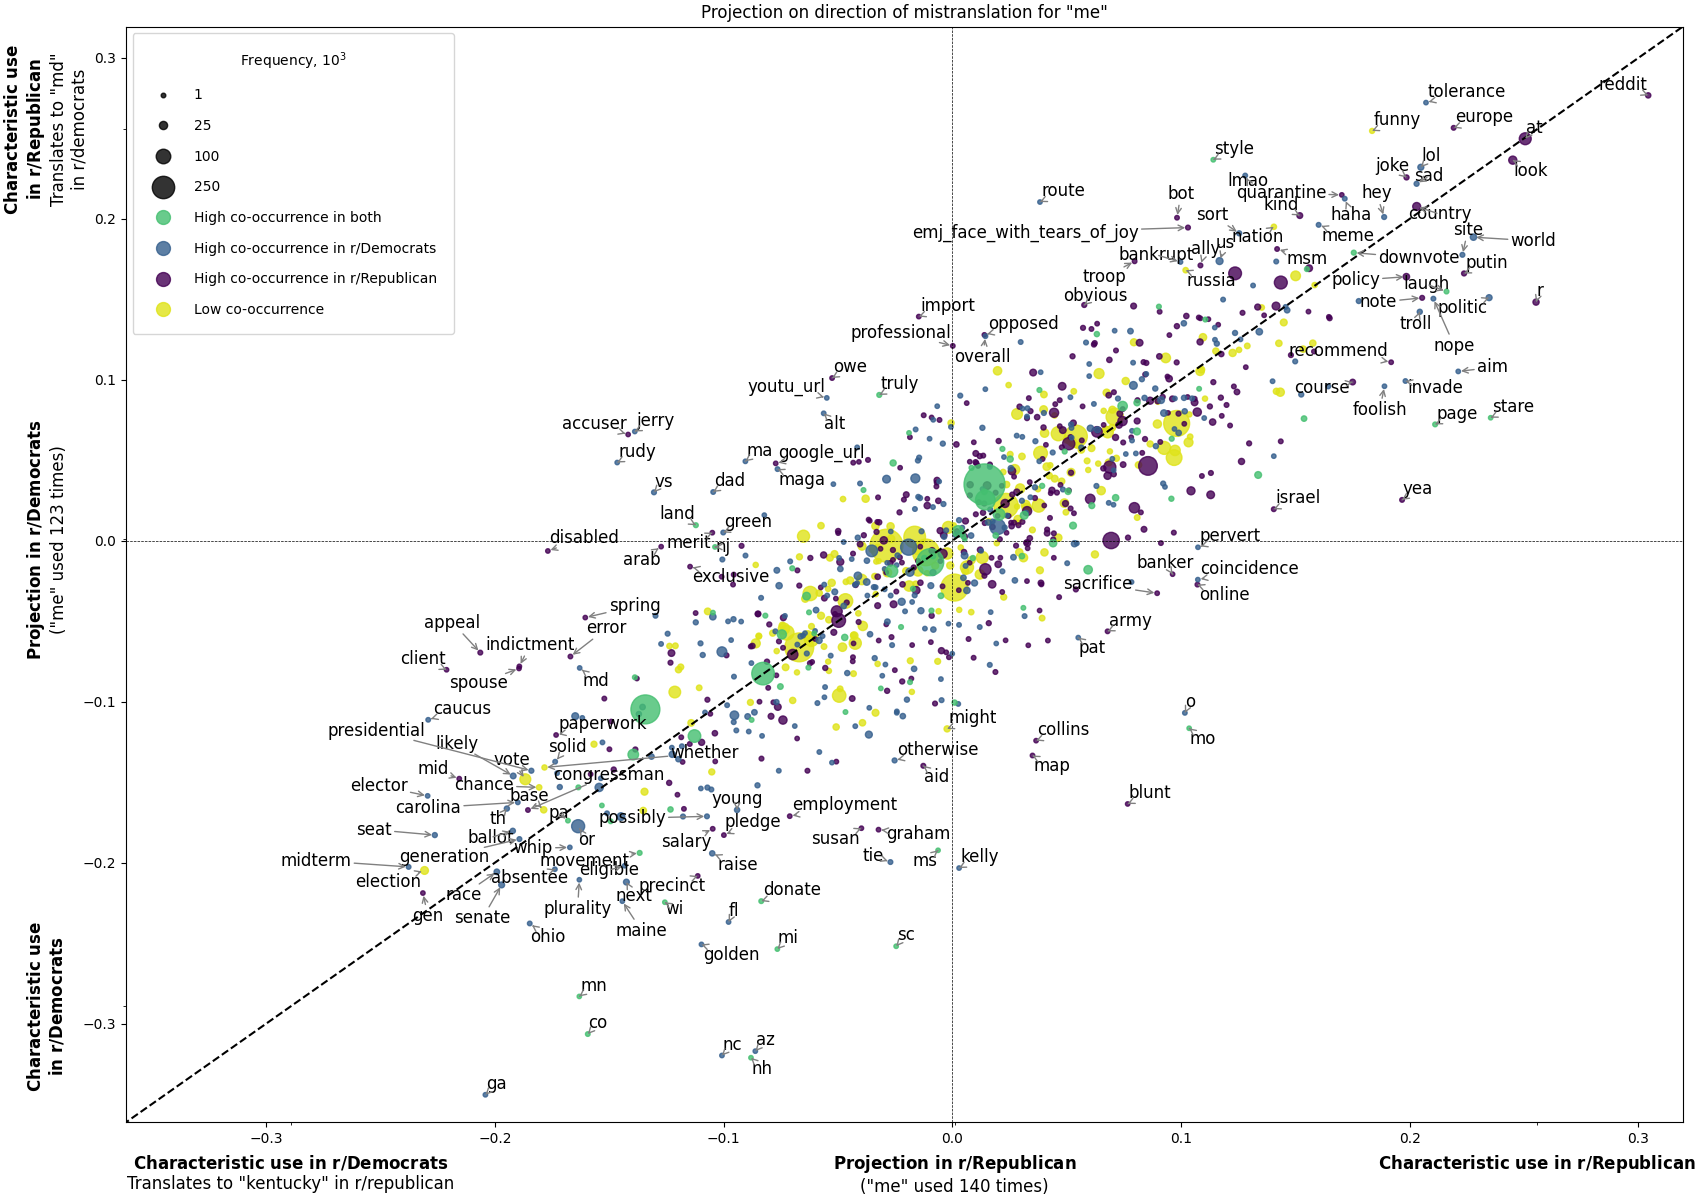 Projection on direction of mistranslation for "me"
Characteristic use
in r/Republican
Translates to "md"
in r/democrats
Projection in r/Democrats
("me" used 123 times)
Characteristic use
in r/Democrats
0.3
0.2
0.1
0.0
−0.1
−0.2
−0.3
Frequency, 10³
1
25
100
250
High co-occurrence in both
High co-occurrence in r/Democrats
High co-occurrence in r/Republican
Low co-occurrence
reddit
tolerance
europe
funny
at
style
lol
joke
sad
look
lmao
route
quarantine
hey
bot
kind
haha
country
sort
emj_face_with_tears_of_joy
nation
meme
site
world
us
ally
bankrupt
msm
downvote
putin
troop
russia
policy
laugh
r
obvious
note
politic
import
opposed
troll
professional
overall
recommend
nope
owe
aim
youtu_url
truly
course
invade
alt
foolish
page
stare
accuser
jerry
rudy
ma
google_url
maga
vs
dad
israel
yea
land
green
disabled
merit
nj
pervert
arab
exclusive
banker
coincidence
sacrifice
online
spring
appeal
error
army
indictment
pat
client
spouse
md
caucus
o
might
presidential
paperwork
collins
mo
likely
solid
whether
otherwise
vote
mid
congressman
aid
map
elector
chance
base
carolina
th
pa
possibly
young
employment
blunt
seat
ballot
or
pledge
susan
graham
whip
salary
generation
movement
raise
tie
ms
kelly
midterm
absentee
eligible
election
precinct
donate
race
next
gen
senate
plurality
wi
fl
maine
ohio
mi
sc
golden
mn
co
nc
az
nh
ga
−0.3
−0.2
−0.1
0.0
0.1
0.2
0.3
Characteristic use in r/Democrats
Translates to "kentucky" in r/republican
Projection in r/Republican
("me" used 140 times)
Characteristic use in r/Republican